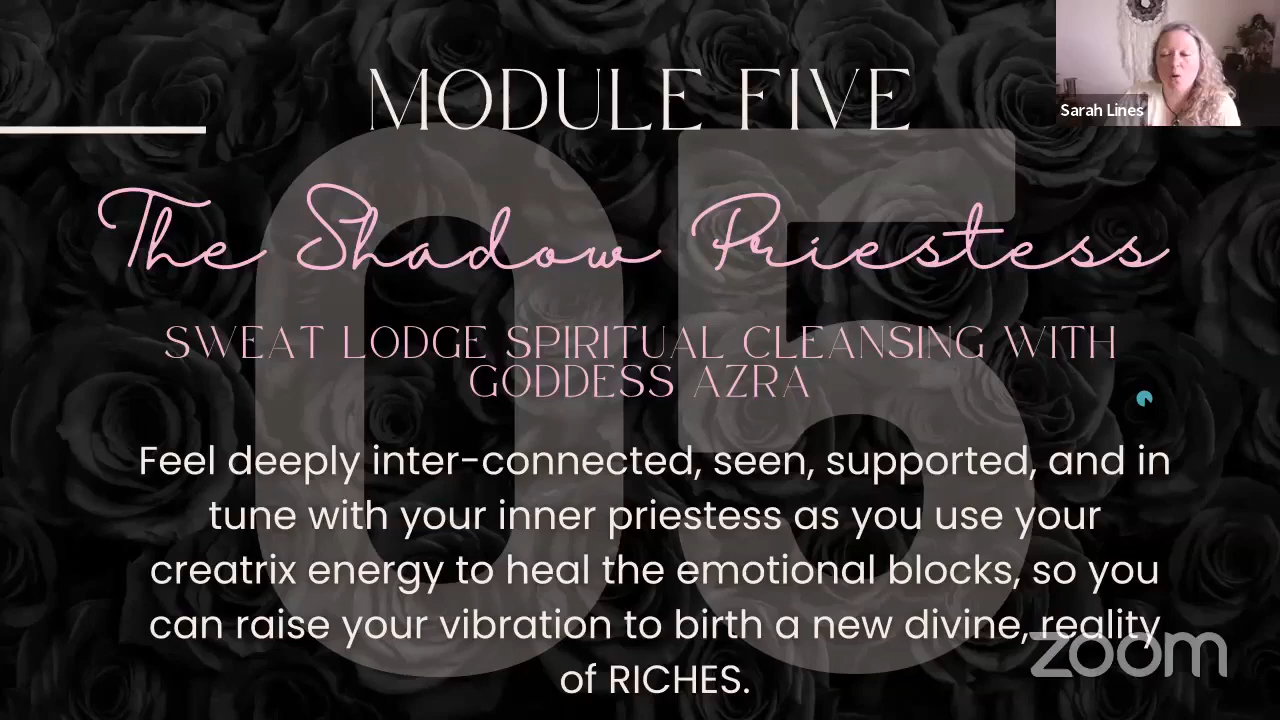 MODULE FIVE
Sarah Lines
05
The Shadow Priestess
SWEAT LODGE SPIRITUAL CLEANSING WITH
GODDESS AZRA
Feel deeply inter-connected, seen, supported, and in
tune with your inner priestess as you use your
creatrix energy to heal the emotional blocks, so you
can raise your vibration to birth a new divine, reality
of RICHES.
zoom